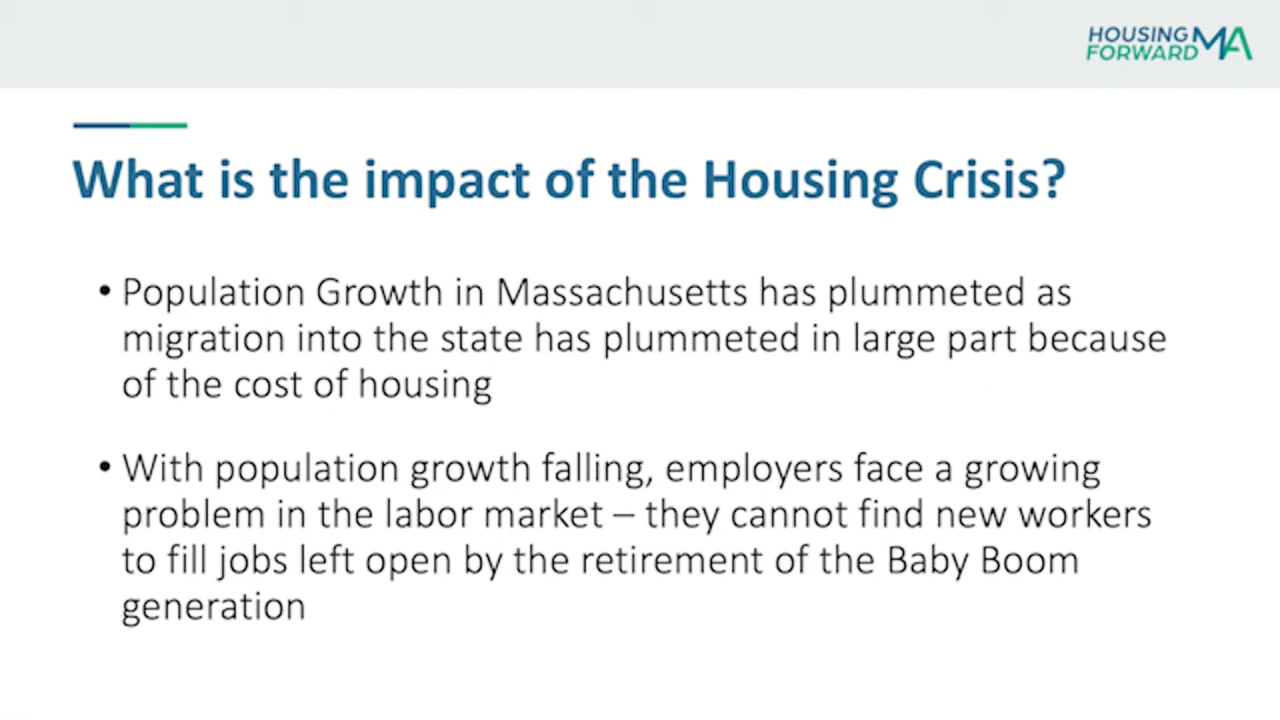 HOUSING MA
FORWARD
What is the impact of the Housing Crisis?
• Population Growth in Massachusetts has plummeted as
migration into the state has plummeted in large part because
of the cost of housing
• With population growth falling, employers face a growing
problem in the labor market – they cannot find new workers
to fill jobs left open by the retirement of the Baby Boom
generation